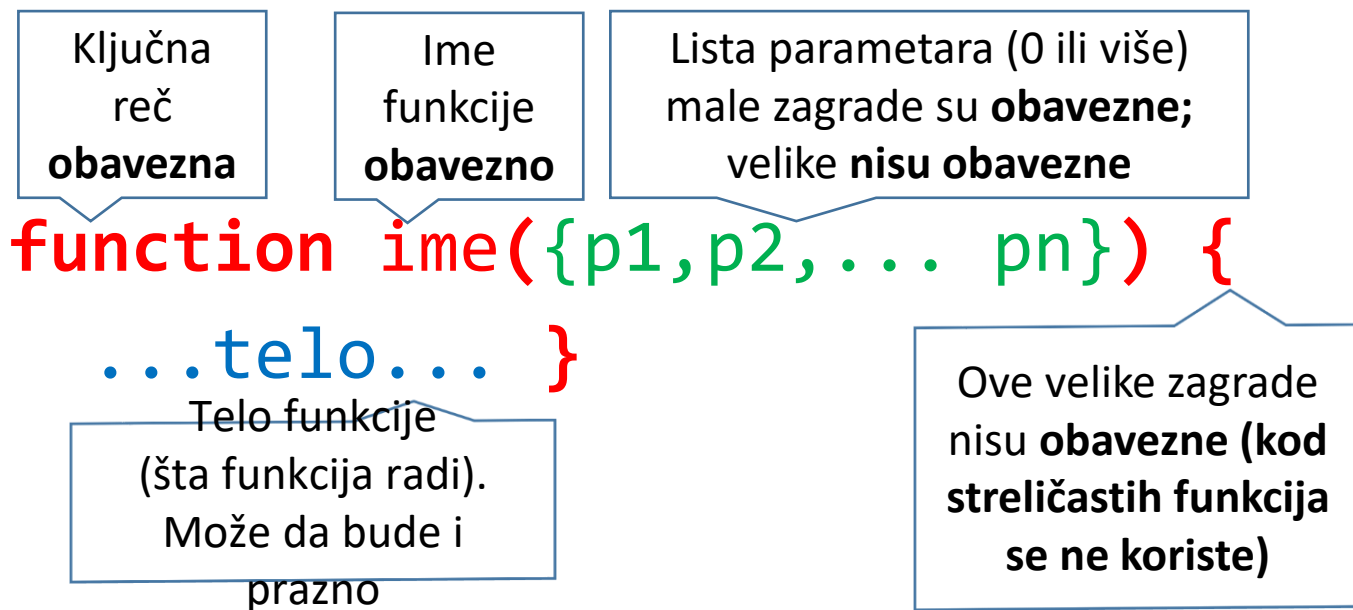 Ključna
reč
obavezna
Ime
funkcije
obavezno
Lista parametara (0 ili više)
male zagrade su obavezne;
velike nisu obavezne
function ime({p1,p2,... pn}) {
...telo... }
Telo funkcije
(šta funkcija radi).
Može da bude i
prazno
Ove velike zagrade
nisu obavezne (kod
streličastih funkcija
se ne koriste)